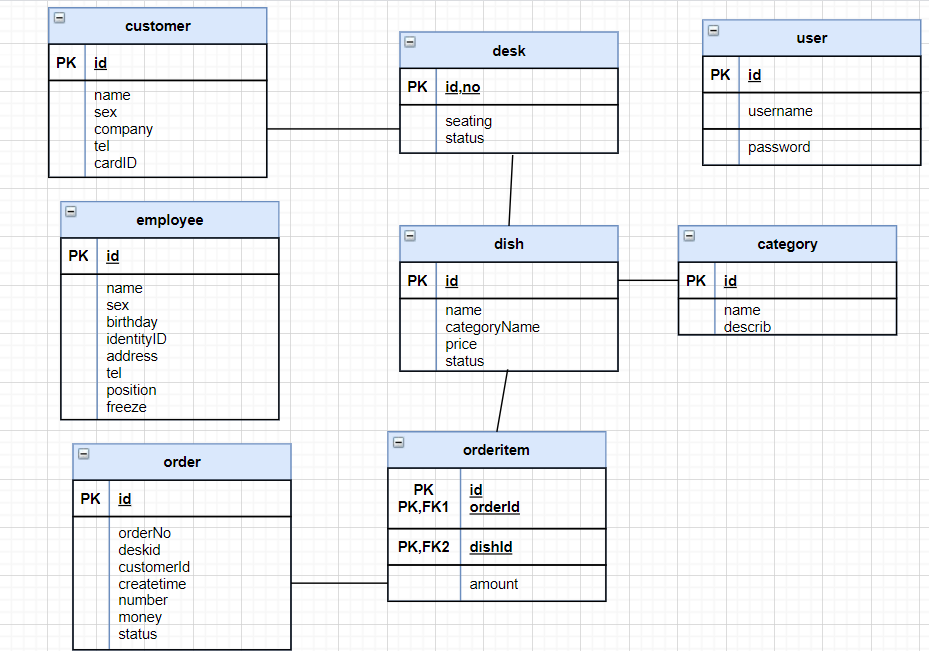 customer
PK id
name
sex
company
tel
cardID
desk
PK id,no
seating
status
user
PK id
username
password
employee
PK id
name
sex
birthday
identityID
address
tel
position
freeze
dish
PK id
name
categoryName
price
status
category
PK id
name
describ
order
PK id
orderNo
deskid
customerId
createtime
number
money
status
orderitem
PK id
PK,FK1 orderId
PK,FK2 dishId
amount